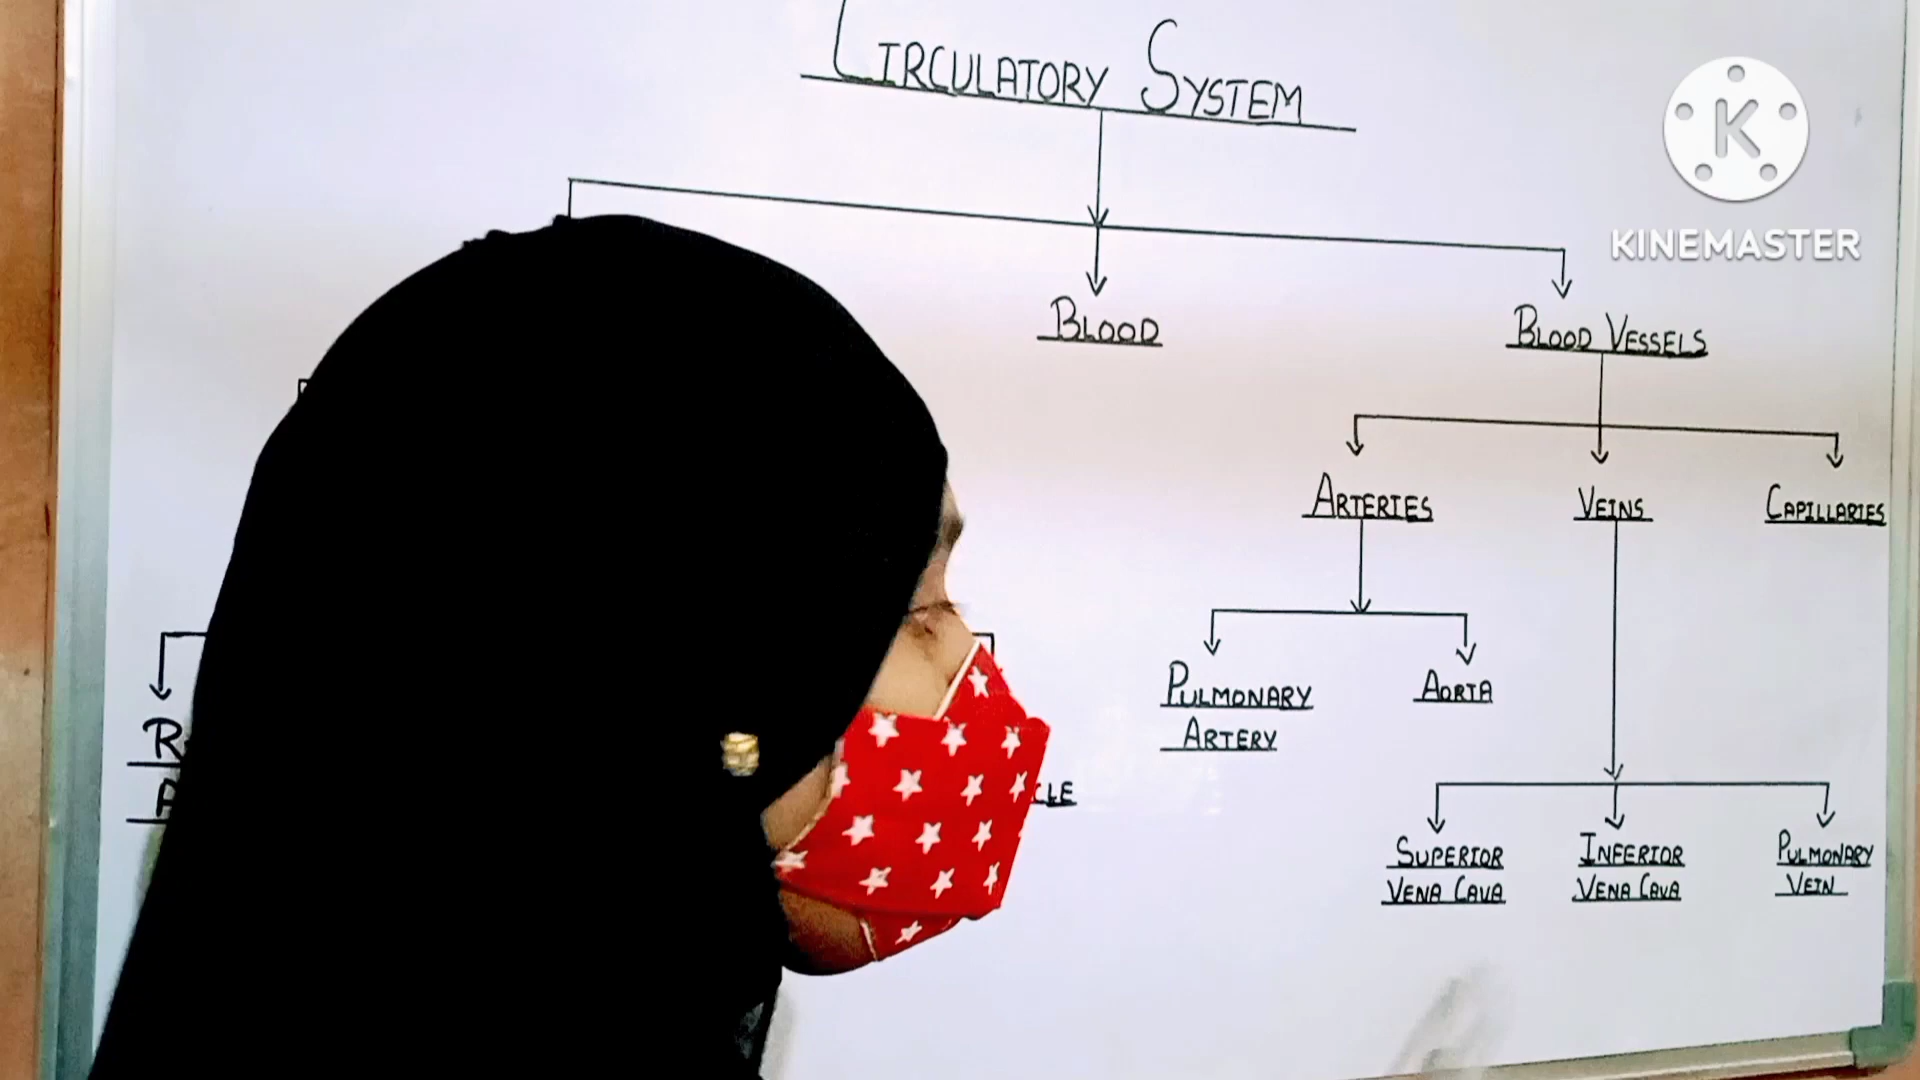 CIRCULATORY SYSTEM
KINEMASTER
BLOOD
BLOOD VESSELS
ARTERIES
VEINS
CAPILLARIES
PULMONARY
ARTERY
AORTA
SUPERIOR
VENA CAVA
INFERIOR
VENA CAVA
PULMONARY
VEIN